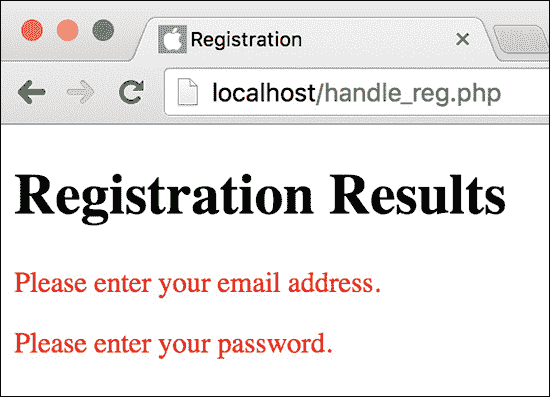 Registration
localhost/handle_reg.php
Registration Results
Please enter your email address.
Please enter your password.